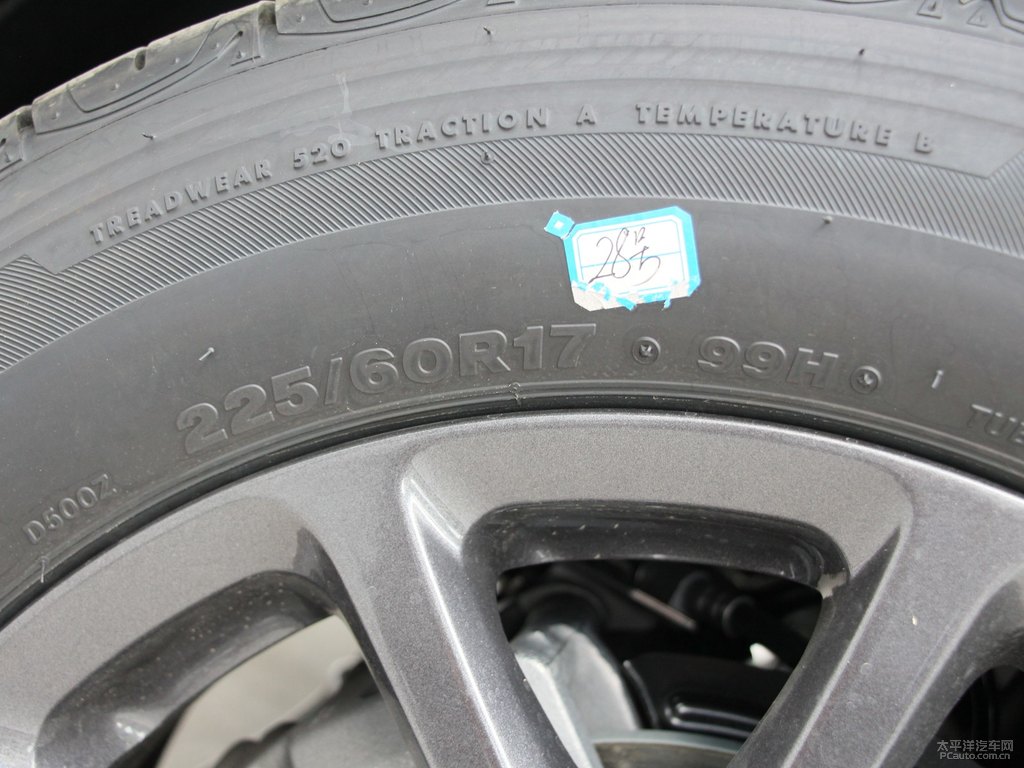 TREADWEAR 520 TRACTION A TEMPERATURE B
225/60R17 99H
D500Z
太平洋汽车网
PCauto.com.cn